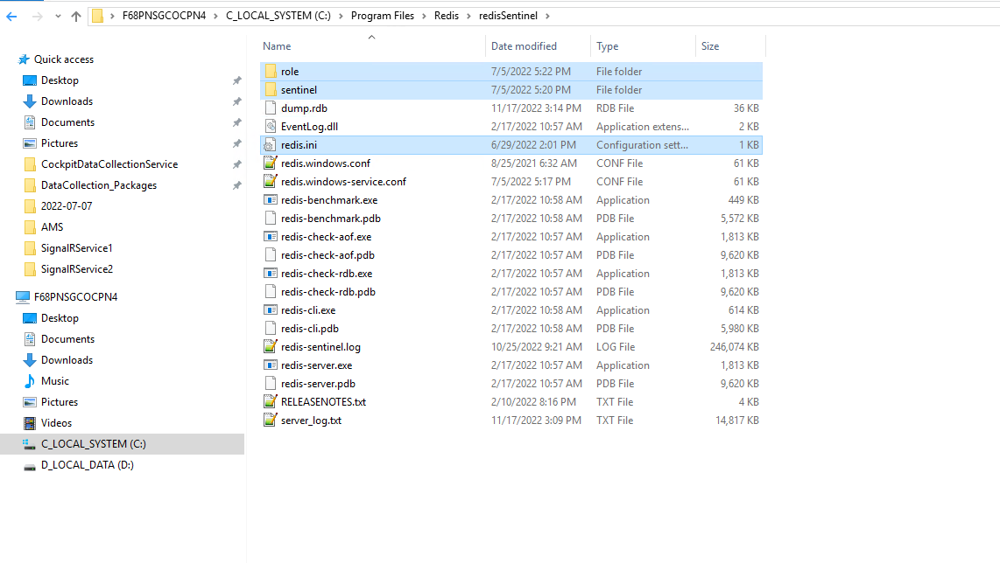 F68PNSGCOCPN4 > C_LOCAL_SYSTEM (C:) > Program Files > Redis > redisSentinel >
Quick access
Desktop
Downloads
Documents
Pictures
CockpitDataCollectionService
DataCollection_Packages
2022-07-07
AMS
SignalRService1
SignalRService2
F68PNSGCOCPN4
Desktop
Documents
Downloads
Music
Pictures
Videos
C_LOCAL_SYSTEM (C:)
D_LOCAL_DATA (D:)
Name Date modified Type Size
role 7/5/2022 5:22 PM File folder
sentinel 7/5/2022 5:20 PM File folder
dump.rdb 11/17/2022 3:14 PM RDB File 36 KB
EventLog.dll 2/17/2022 10:57 AM Application extens... 2 KB
redis.ini 6/29/2022 2:01 PM Configuration sett... 1 KB
redis.windows.conf 8/25/2021 6:32 AM CONF File 61 KB
redis.windows-service.conf 7/5/2022 5:17 PM CONF File 61 KB
redis-benchmark.exe 2/17/2022 10:58 AM Application 449 KB
redis-benchmark.pdb 2/17/2022 10:58 AM PDB File 5,572 KB
redis-check-aof.exe 2/17/2022 10:57 AM Application 1,813 KB
redis-check-aof.pdb 2/17/2022 10:57 AM PDB File 9,620 KB
redis-check-rdb.exe 2/17/2022 10:57 AM Application 1,813 KB
redis-check-rdb.pdb 2/17/2022 10:57 AM PDB File 9,620 KB
redis-cli.exe 2/17/2022 10:58 AM Application 614 KB
redis-cli.pdb 2/17/2022 10:58 AM PDB File 5,980 KB
redis-sentinel.log 10/25/2022 9:21 AM LOG File 246,074 KB
redis-server.exe 2/17/2022 10:57 AM Application 1,813 KB
redis-server.pdb 2/17/2022 10:57 AM PDB File 9,620 KB
RELEASENOTES.txt 2/10/2022 8:16 PM TXT File 4 KB
server_log.txt 11/17/2022 3:09 PM TXT File 14,817 KB